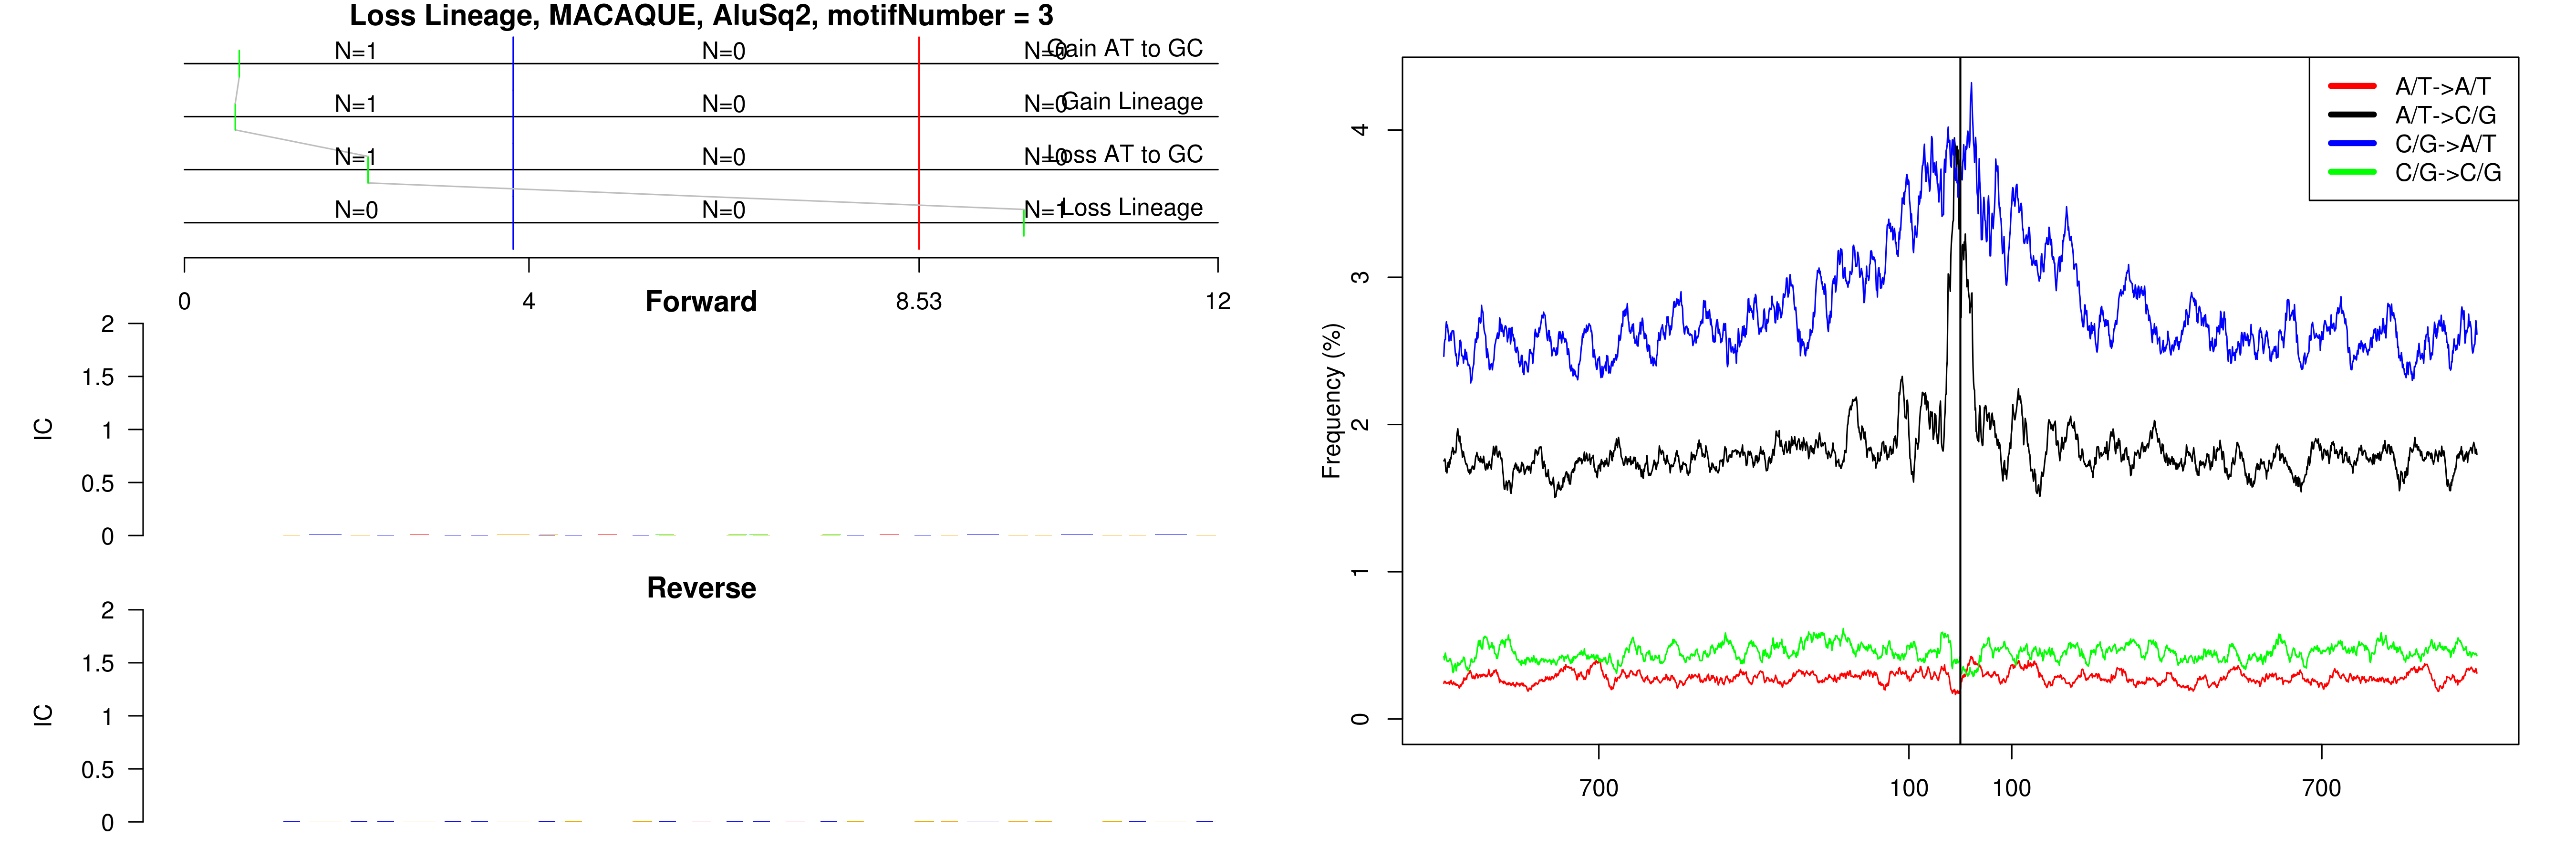 Loss Lineage, MACAQUE, AluSq2, motifNumber = 3
N=1 N=0 N=0 Gain AT to GC
N=1 N=0 N=0 Gain Lineage
N=1 N=0 N=0 Loss AT to GC
N=0 N=0 N=1 Loss Lineage
0 4 8.53 12
Forward
2
1.5
1
0.5
0
IC
Reverse
2
1.5
1
0.5
0
IC
A/T->A/T
A/T->C/G
C/G->A/T
C/G->C/G
4
3
2
1
0
Frequency (%)
700 100 100 700